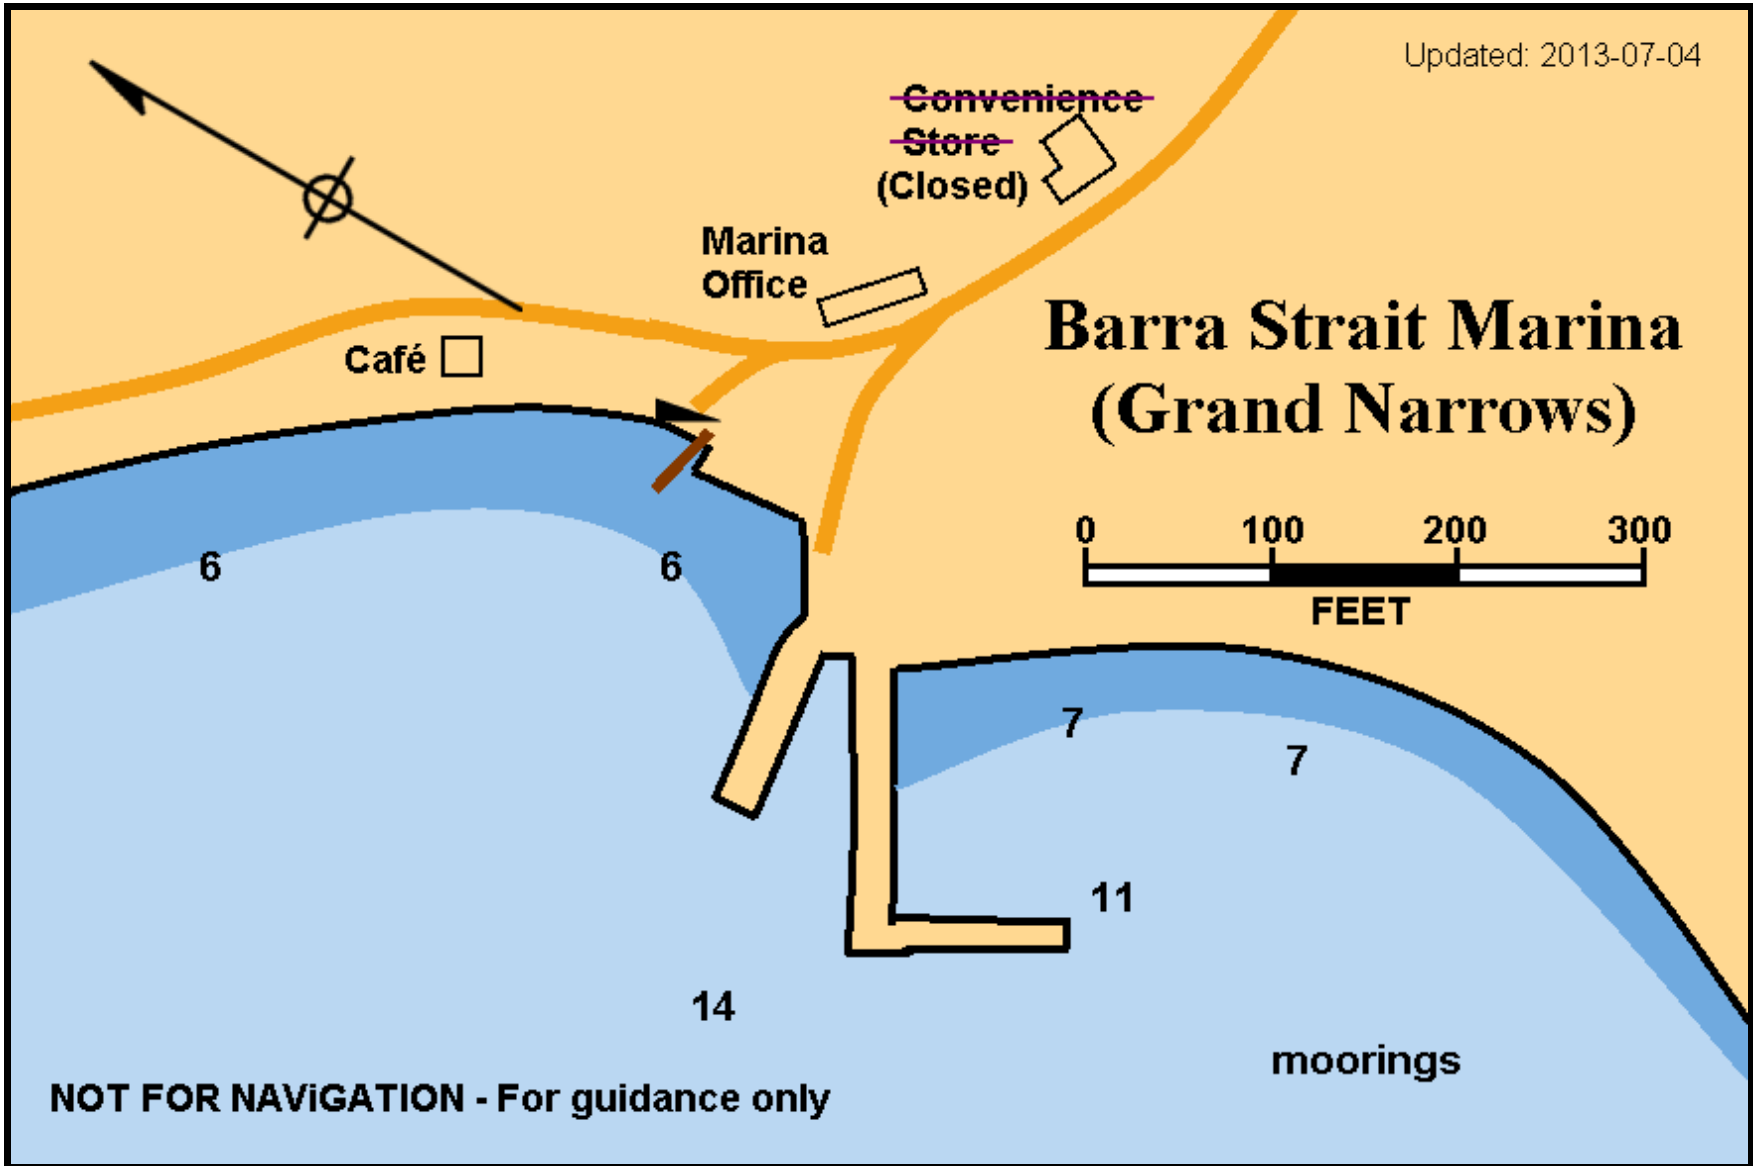 Updated: 2013-07-04
Convenience
Store
(Closed)
Marina
Office
Barra Strait Marina
(Grand Narrows)
Café
0 100 200 300
FEET
6 6
7
7
11
14
moorings
NOT FOR NAViGATION - For guidance only